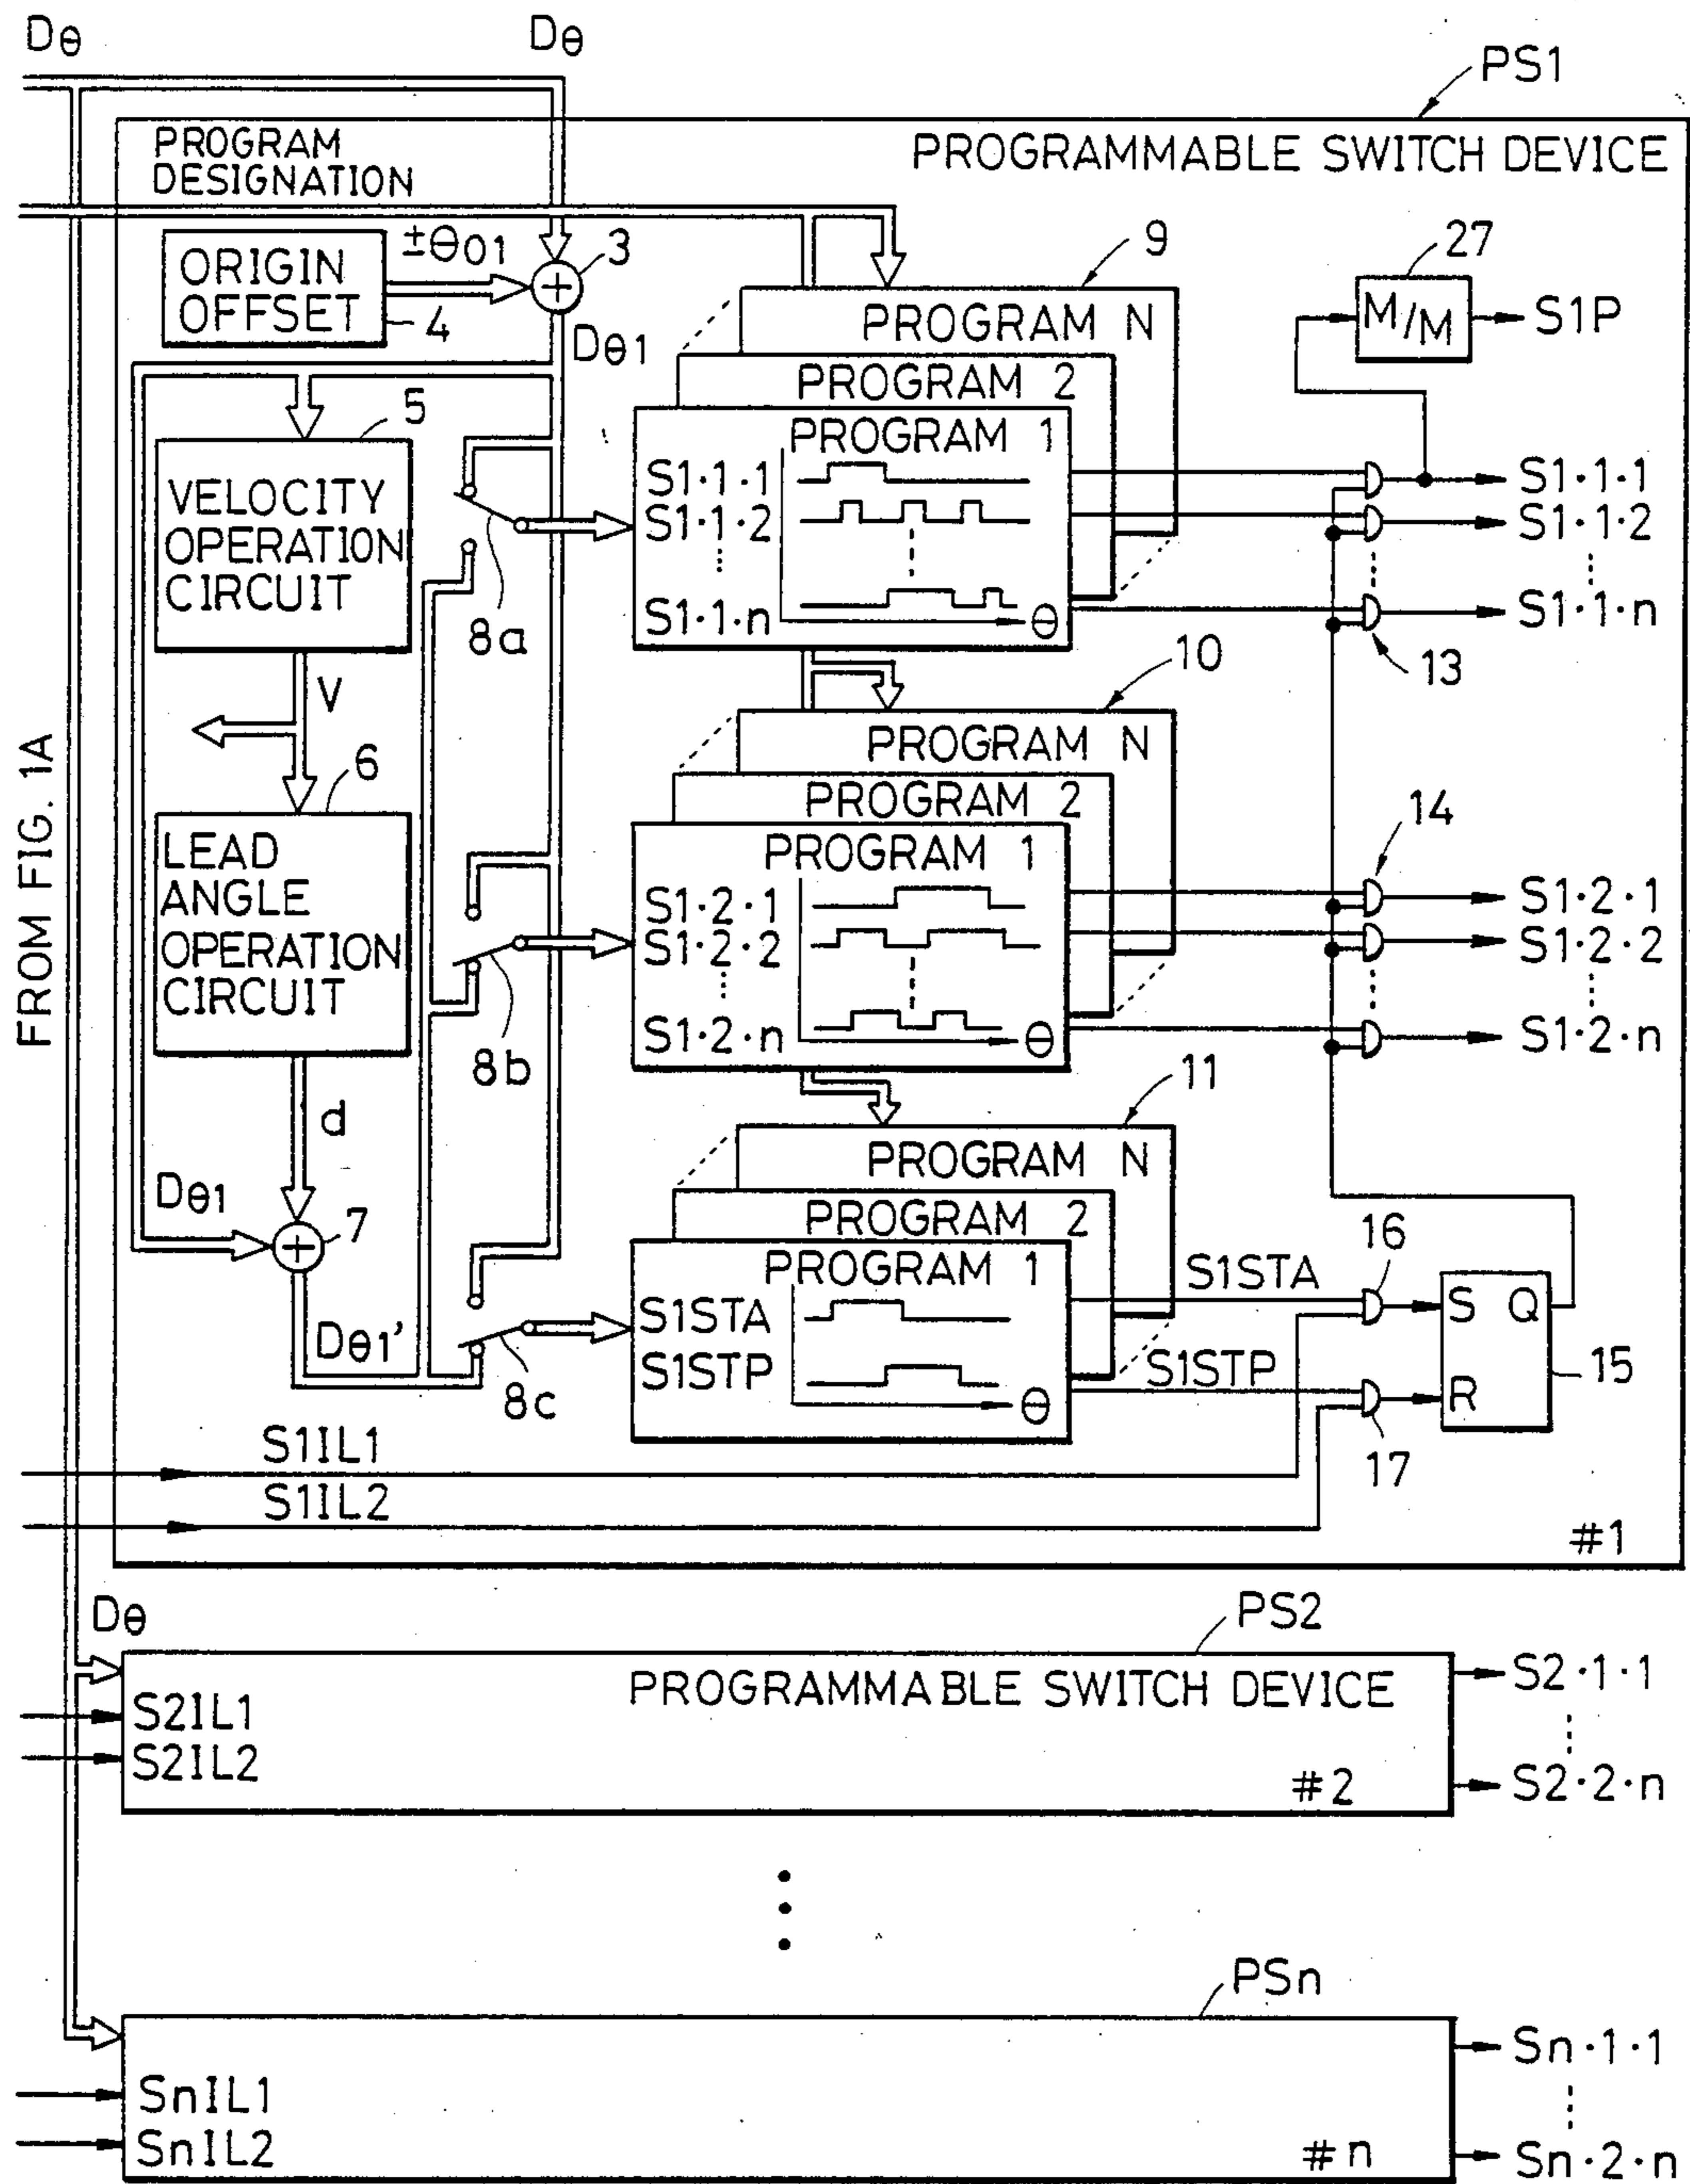 Dθ
Dθ
PS1
PROGRAM
DESIGNATION
PROGRAMMABLE SWITCH DEVICE
ORIGIN
OFFSET
4
±θ01
3
Dθ1
9
27
M/M
S1P
PROGRAM N
PROGRAM 2
PROGRAM 1
S1·1·1
S1·1·2
S1·1·n
θ
S1·1·1
S1·1·2
S1·1·n
13
5
VELOCITY
OPERATION
CIRCUIT
8a
V
FROM FIG. 1A
6
LEAD
ANGLE
OPERATION
CIRCUIT
8b
10
PROGRAM N
PROGRAM 2
PROGRAM 1
S1·2·1
S1·2·2
S1·2·n
θ
14
S1·2·1
S1·2·2
S1·2·n
d
Dθ1
7
Dθ1'
8c
11
PROGRAM N
PROGRAM 2
PROGRAM 1
S1STA
S1STP
θ
S1STA
S1STP
16
17
S Q
R
15
S1IL1
S1IL2
#1
Dθ
PS2
PROGRAMMABLE SWITCH DEVICE
S2IL1
S2IL2
#2
S2·1·1
S2·2·n
PSn
SnIL1
SnIL2
#n
Sn·1·1
Sn·2·n